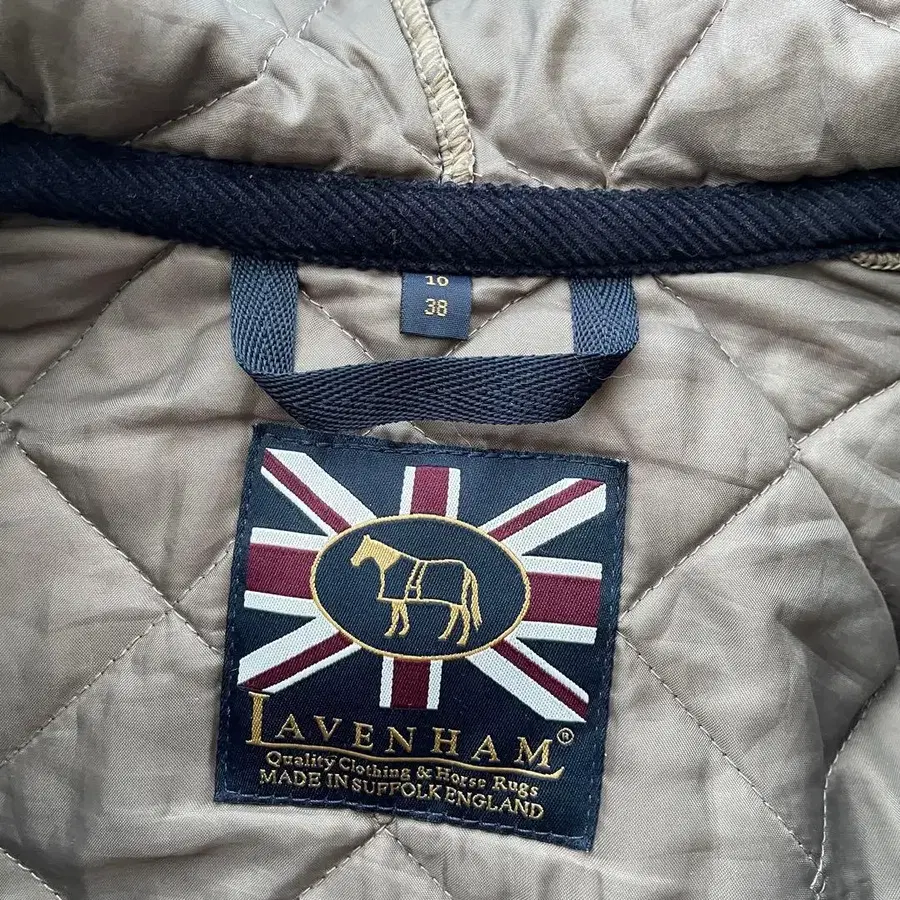 10
38
LAVENHAM®
Quality Clothing & Horse Rugs
MADE IN SUFFOLK ENGLAND